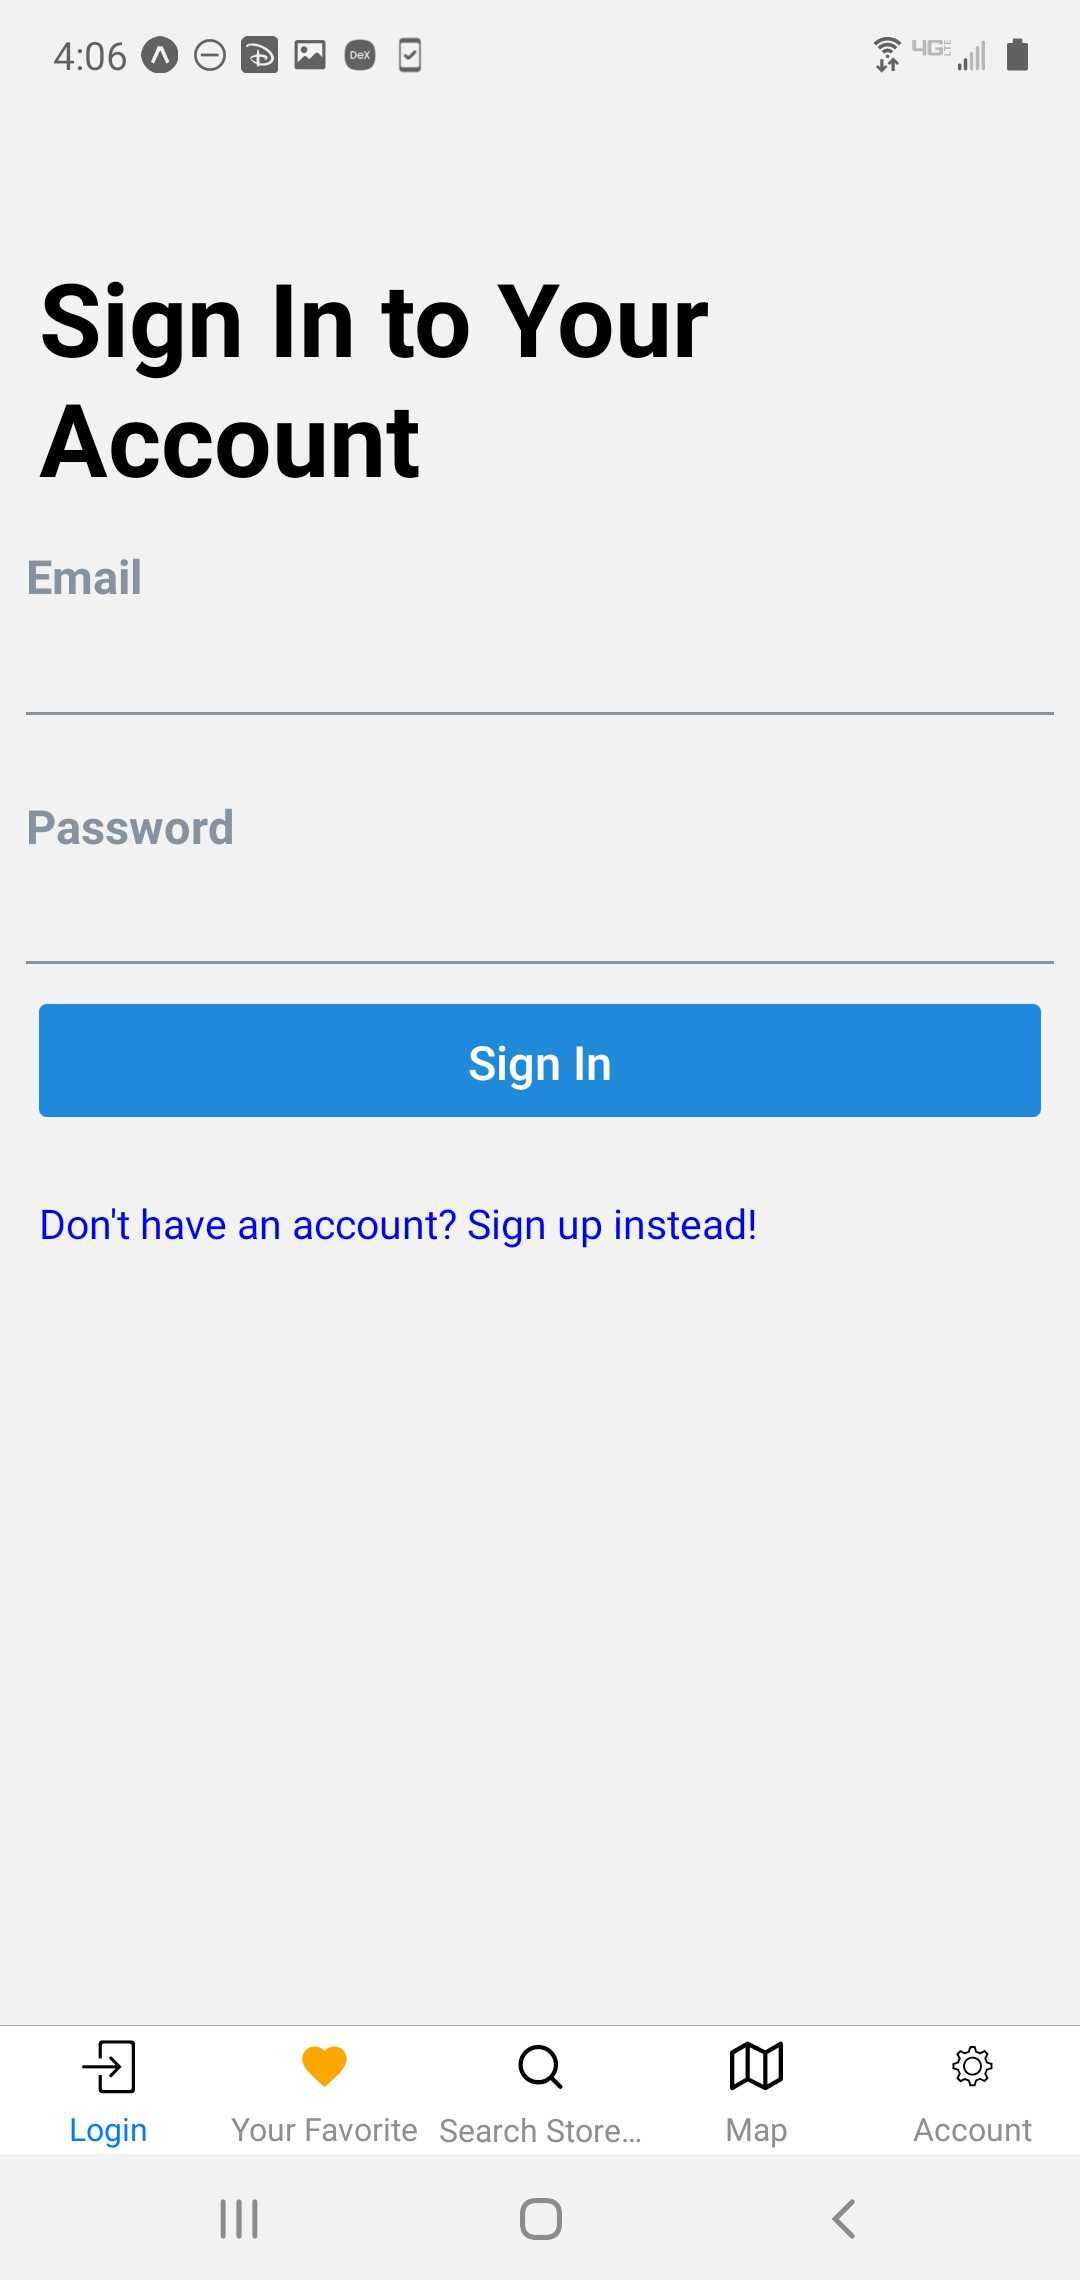 4:06 DeX 4G LTE
Sign In to Your
Account
Email
Password
Sign In
Don't have an account? Sign up instead!
Login Your Favorite Search Store... Map Account